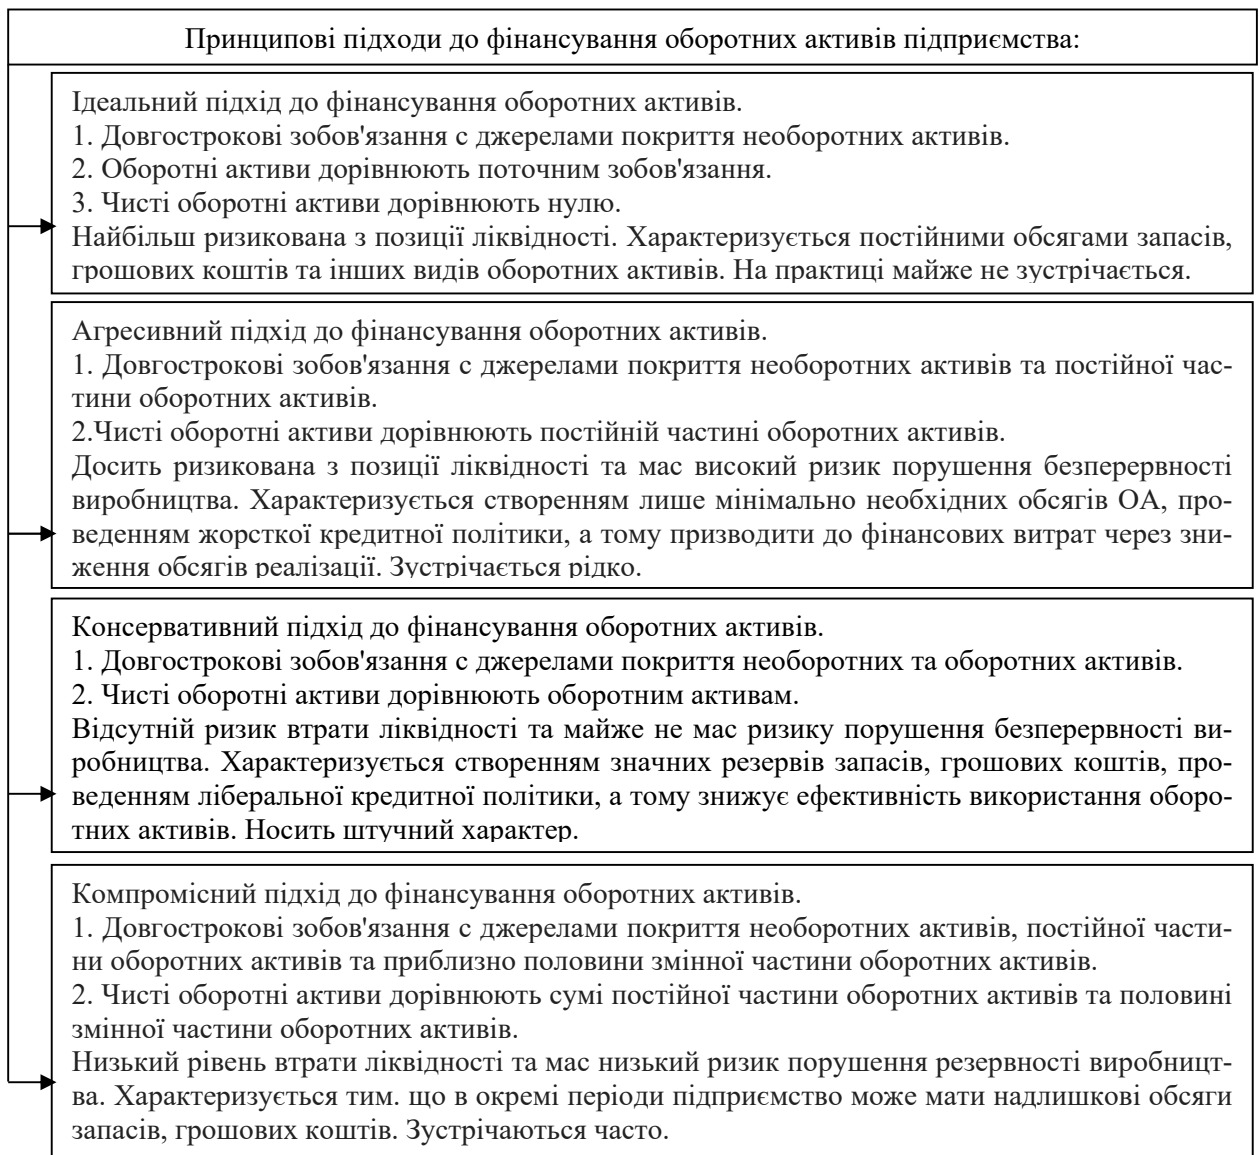 Принципові підходи до фінансування оборотних активів підприємства:
Ідеальний підхід до фінансування оборотних активів.
1. Довгострокові зобов'язання с джерелами покриття необоротних активів.
2. Оборотні активи дорівнюють поточним зобов'язання.
3. Чисті оборотні активи дорівнюють нулю.
Найбільш ризикована з позиції ліквідності. Характеризується постійними обсягами запасів,
грошових коштів та інших видів оборотних активів. На практиці майже не зустрічається.
Агресивний підхід до фінансування оборотних активів.
1. Довгострокові зобов'язання с джерелами покриття необоротних активів та постійної час-
тини оборотних активів.
2.Чисті оборотні активи дорівнюють постійній частині оборотних активів.
Досить ризикована з позиції ліквідності та мас високий ризик порушення безперервності
виробництва. Характеризується створенням лише мінімально необхідних обсягів ОА, про-
веденням жорсткої кредитної політики, а тому призводить до фінансових витрат через зни-
ження обсягів реалізації. Зустрічається рідко.
Консервативний підхід до фінансування оборотних активів.
1. Довгострокові зобов'язання с джерелами покриття необоротних та оборотних активів.
2. Чисті оборотні активи дорівнюють оборотним активам.
Відсутній ризик втрати ліквідності та майже не мас ризику порушення безперервності ви-
робництва. Характеризується створенням значних резервів запасів, грошових коштів, про-
веденням ліберальної кредитної політики, а тому знижує ефективність використання оборо-
тних активів. Носить штучний характер.
Компромісний підхід до фінансування оборотних активів.
1. Довгострокові зобов'язання с джерелами покриття необоротних активів, постійної части-
ни оборотних активів та приблизно половини змінної частини оборотних активів.
2. Чисті оборотні активи дорівнюють сумі постійної частини оборотних активів та половині
змінної частини оборотних активів.
Низький рівень втрати ліквідності та мас низький ризик порушення резервності виробницт-
ва. Характеризується тим. що в окремі періоди підприємство може мати надлишкові обсяги
запасів, грошових коштів. Зустрічаються часто.